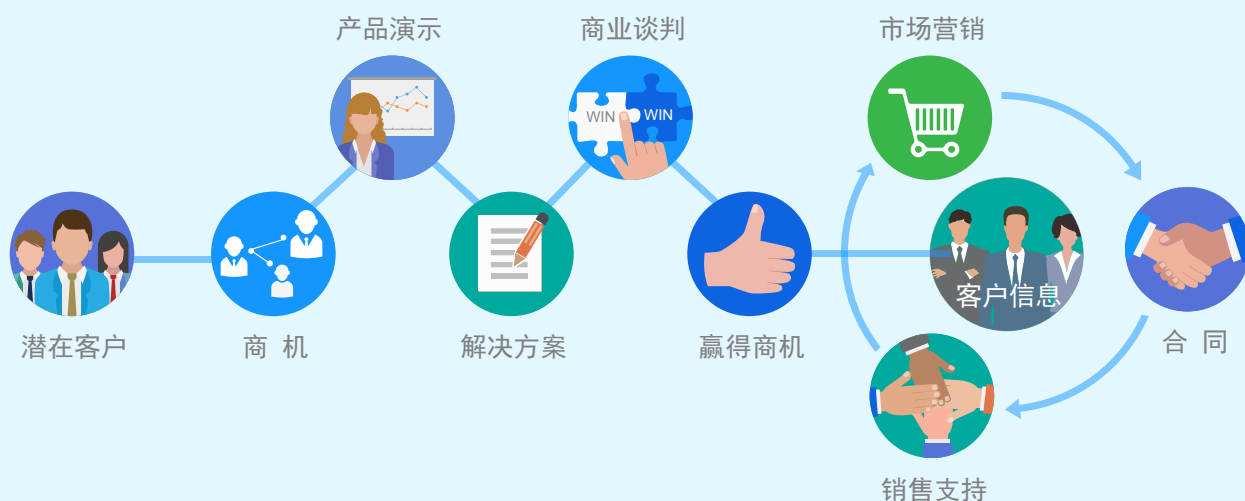 产品演示
商业谈判
市场营销
WIN
WIN
客户信息
潜在客户
商 机
解决方案
赢得商机
合 同
销售支持